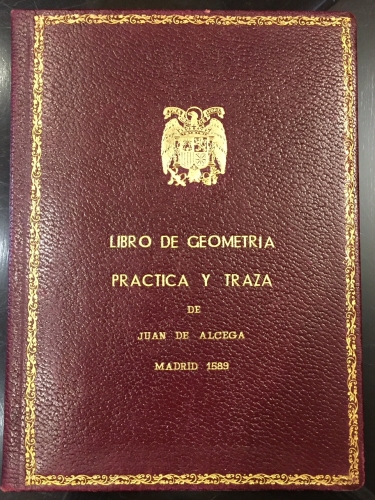 LIBRO DE GEOMETRIA
PRACTICA Y TRAZA
DE
JUAN DE ALCEGA
MADRID 1589